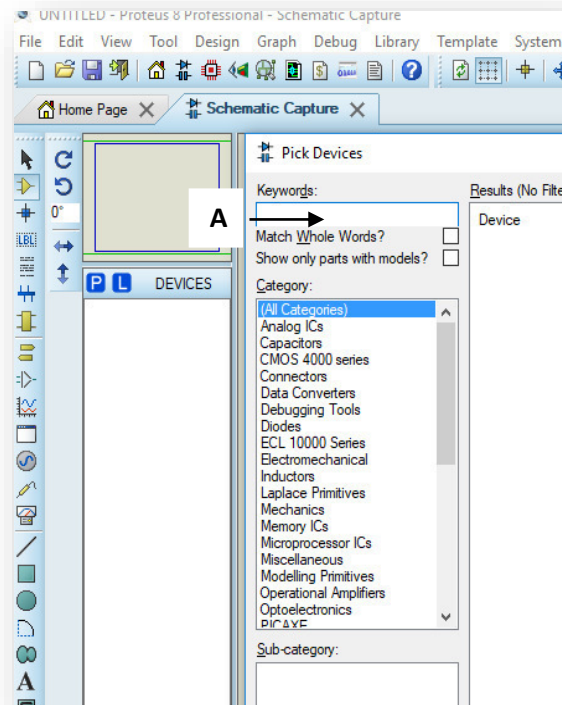 UNTITLED - Proteus 8 Professional - Schematic Capture
File Edit View Tool Design Graph Debug Library Template System
Home Page Schematic Capture
Pick Devices
0°
LBL
A
Keywords:
Match Whole Words?
Show only parts with models?
Results (No Filte
Device
P L DEVICES
Category:
(All Categories)
Analog ICs
Capacitors
CMOS 4000 series
Connectors
Data Converters
Debugging Tools
Diodes
ECL 10000 Series
Electromechanical
Inductors
Laplace Primitives
Mechanics
Memory ICs
Microprocessor ICs
Miscellaneous
Modelling Primitives
Operational Amplifiers
Optoelectronics
PICAXE
Sub-category:
A